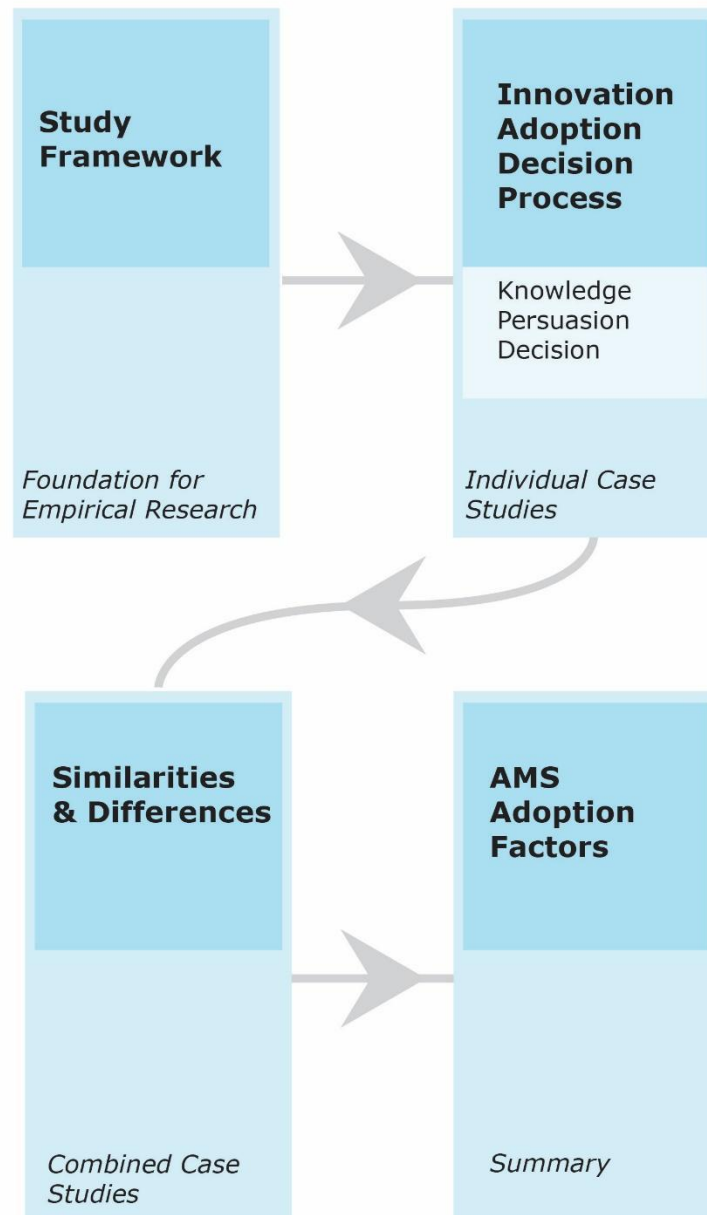 Study
Framework
Foundation for
Empirical Research
Innovation
Adoption
Decision
Process
Knowledge
Persuasion
Decision
Individual Case
Studies
Similarities
& Differences
Combined Case
Studies
AMS
Adoption
Factors
Summary